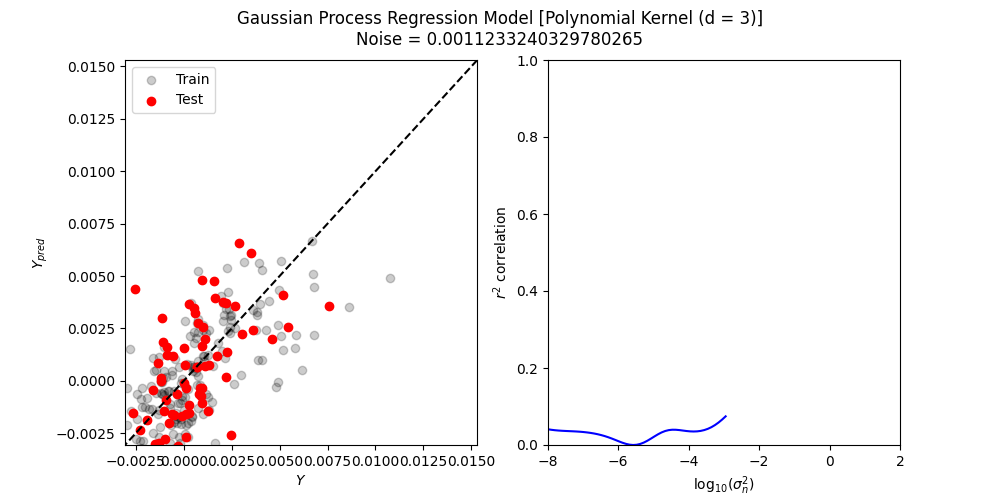 Gaussian Process Regression Model [Polynomial Kernel (d = 3)]
Noise = 0.0011233240329780265
Train
Test
0.0150
0.0125
0.0100
0.0075
0.0050
0.0025
0.0000
−0.0025
Y_pred
−0.0025 0.0000 0.0025 0.0050 0.0075 0.0100 0.0125 0.0150
Y
1.0
0.8
0.6
0.4
0.2
0.0
r² correlation
−8 −6 −4 −2 0 2
log₁₀(σₙ²)